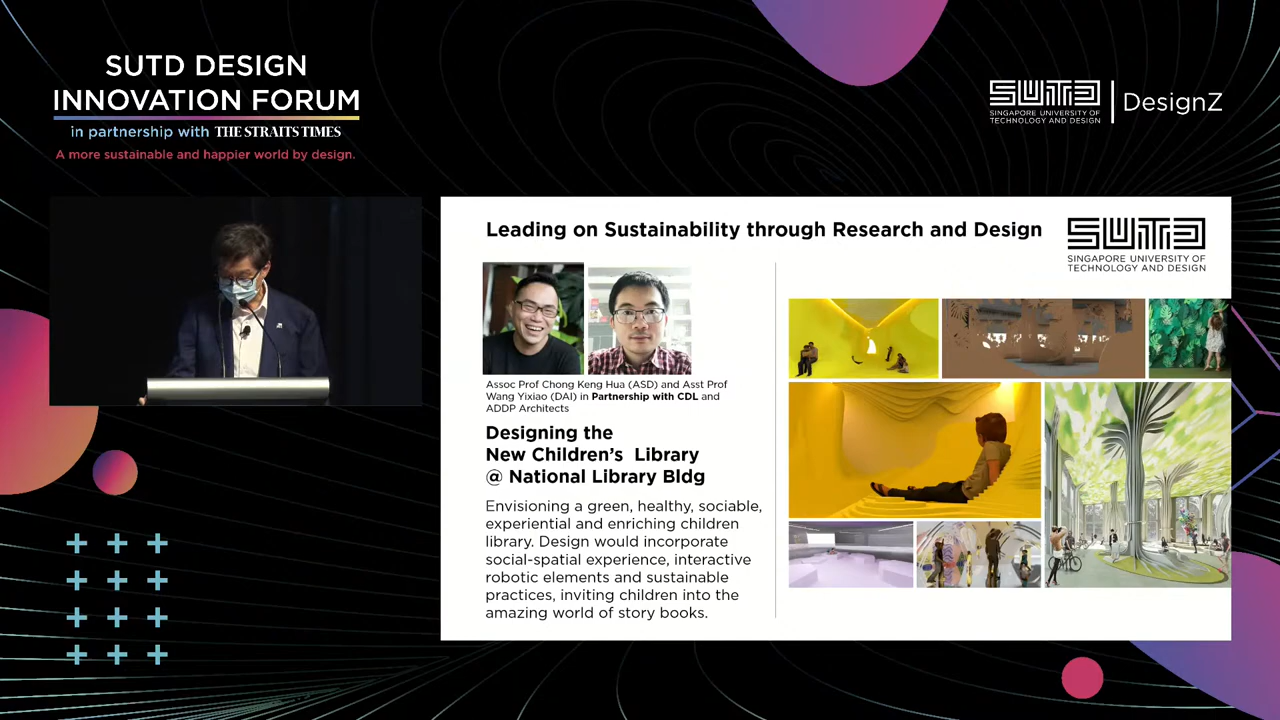 SUTD DESIGN
INNOVATION FORUM
in partnership with THE STRAITS TIMES
A more sustainable and happier world by design.
SUTD
SINGAPORE UNIVERSITY OF
TECHNOLOGY AND DESIGN
DesignZ
Leading on Sustainability through Research and Design
SUTD
SINGAPORE UNIVERSITY OF
TECHNOLOGY AND DESIGN
Assoc Prof Chong Keng Hua (ASD) and Asst Prof
Wang Yixiao (DAI) in Partnership with CDL and
ADDP Architects
Designing the
New Children's Library
@ National Library Bldg
Envisioning a green, healthy, sociable,
experiential and enriching children
library. Design would incorporate
social-spatial experience, interactive
robotic elements and sustainable
practices, inviting children into the
amazing world of story books.